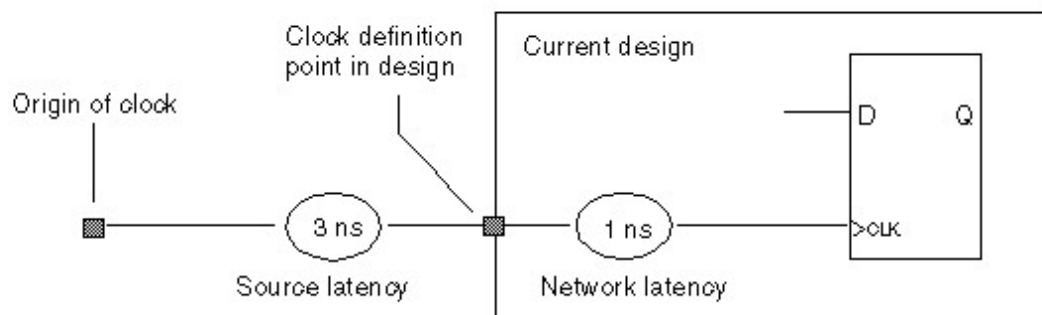 Clock definition
point in design
Current design
Origin of clock
D
Q
3 ns
1 ns
CLK
Source latency
Network latency